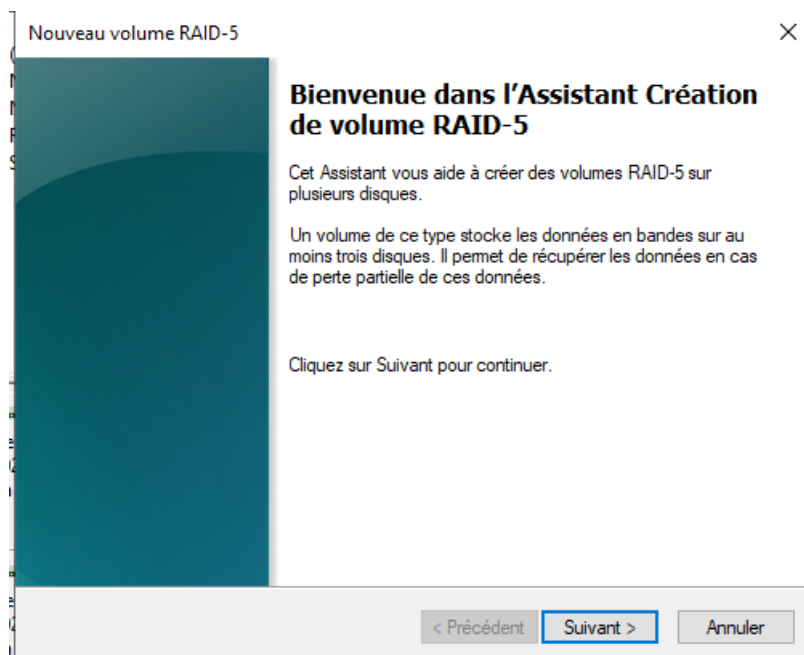 Nouveau volume RAID-5
Bienvenue dans l'Assistant Création
de volume RAID-5
Cet Assistant vous aide à créer des volumes RAID-5 sur
plusieurs disques.
Un volume de ce type stocke les données en bandes sur au
moins trois disques. Il permet de récupérer les données en cas
de perte partielle de ces données.
Cliquez sur Suivant pour continuer.
< Précédent
Suivant >
Annuler